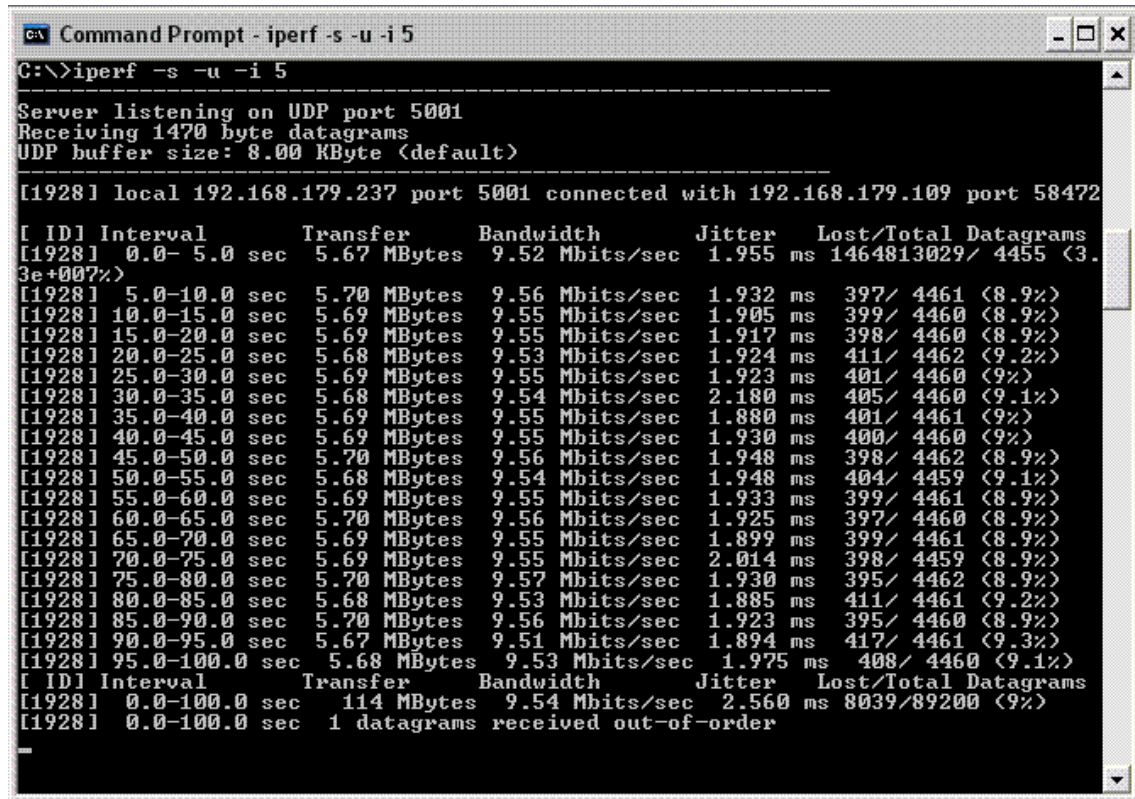 Command Prompt - iperf -s -u -i 5
C:\>iperf -s -u -i 5
------------------------------------------------------------
Server listening on UDP port 5001
Receiving 1470 byte datagrams
UDP buffer size: 8.00 KByte (default)
------------------------------------------------------------
[1928] local 192.168.179.237 port 5001 connected with 192.168.179.109 port 58472
[ ID] Interval       Transfer     Bandwidth       Jitter   Lost/Total Datagrams
[1928]  0.0- 5.0 sec  5.67 MBytes  9.52 Mbits/sec  1.955 ms 1464813029/ 4455 (3.
3e+007%)
[1928]  5.0-10.0 sec  5.70 MBytes  9.56 Mbits/sec  1.932 ms  397/ 4461 (8.9%)
[1928] 10.0-15.0 sec  5.69 MBytes  9.55 Mbits/sec  1.905 ms  399/ 4460 (8.9%)
[1928] 15.0-20.0 sec  5.69 MBytes  9.55 Mbits/sec  1.917 ms  398/ 4460 (8.9%)
[1928] 20.0-25.0 sec  5.68 MBytes  9.53 Mbits/sec  1.924 ms  411/ 4462 (9.2%)
[1928] 25.0-30.0 sec  5.69 MBytes  9.55 Mbits/sec  1.923 ms  401/ 4460 (9%)
[1928] 30.0-35.0 sec  5.68 MBytes  9.54 Mbits/sec  2.180 ms  405/ 4460 (9.1%)
[1928] 35.0-40.0 sec  5.69 MBytes  9.55 Mbits/sec  1.880 ms  401/ 4461 (9%)
[1928] 40.0-45.0 sec  5.69 MBytes  9.55 Mbits/sec  1.930 ms  400/ 4460 (9%)
[1928] 45.0-50.0 sec  5.70 MBytes  9.56 Mbits/sec  1.948 ms  398/ 4462 (8.9%)
[1928] 50.0-55.0 sec  5.68 MBytes  9.54 Mbits/sec  1.948 ms  404/ 4459 (9.1%)
[1928] 55.0-60.0 sec  5.69 MBytes  9.55 Mbits/sec  1.933 ms  399/ 4461 (8.9%)
[1928] 60.0-65.0 sec  5.70 MBytes  9.56 Mbits/sec  1.925 ms  397/ 4460 (8.9%)
[1928] 65.0-70.0 sec  5.69 MBytes  9.55 Mbits/sec  1.899 ms  399/ 4461 (8.9%)
[1928] 70.0-75.0 sec  5.69 MBytes  9.55 Mbits/sec  2.014 ms  398/ 4459 (8.9%)
[1928] 75.0-80.0 sec  5.70 MBytes  9.57 Mbits/sec  1.930 ms  395/ 4462 (8.9%)
[1928] 80.0-85.0 sec  5.68 MBytes  9.53 Mbits/sec  1.885 ms  411/ 4461 (9.2%)
[1928] 85.0-90.0 sec  5.70 MBytes  9.56 Mbits/sec  1.923 ms  395/ 4460 (8.9%)
[1928] 90.0-95.0 sec  5.67 MBytes  9.51 Mbits/sec  1.894 ms  417/ 4461 (9.3%)
[1928] 95.0-100.0 sec  5.68 MBytes  9.53 Mbits/sec  1.975 ms  408/ 4460 (9.1%)
[ ID] Interval       Transfer     Bandwidth       Jitter   Lost/Total Datagrams
[1928]  0.0-100.0 sec   114 MBytes  9.54 Mbits/sec  2.560 ms 8039/89200 (9%)
[1928]  0.0-100.0 sec  1 datagrams received out-of-order